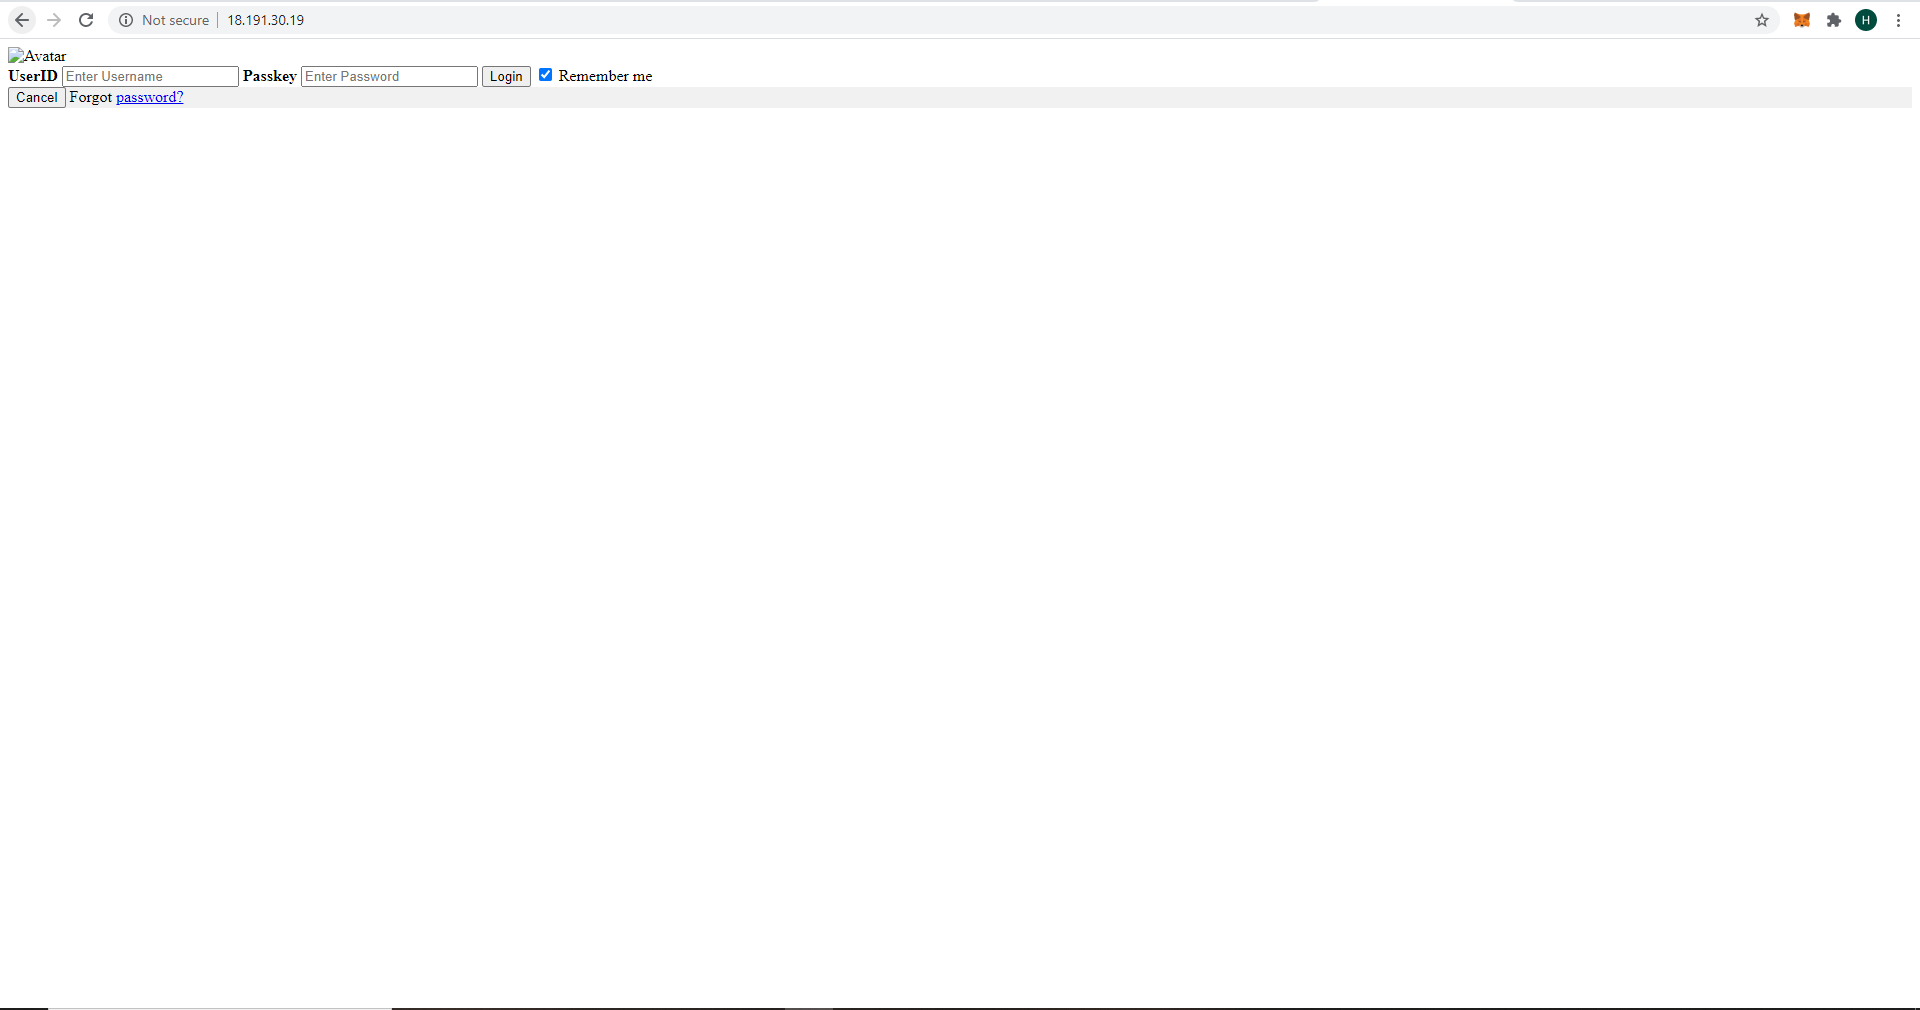 Not secure 18.191.30.19 H
Avatar
UserID Enter Username Passkey Enter Password Login Remember me
Cancel Forgot password?